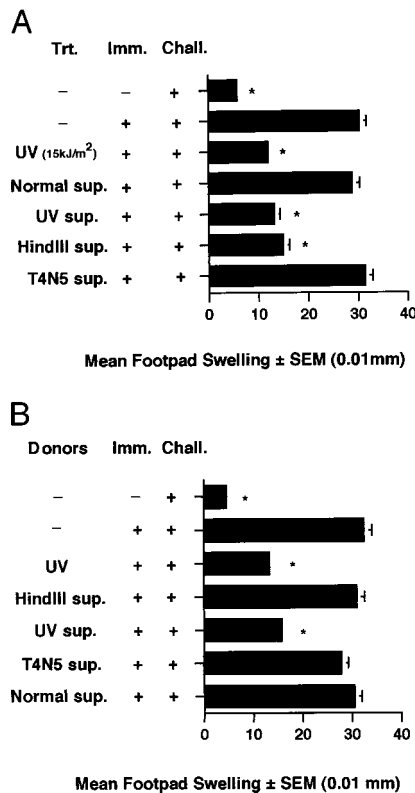 A
Trt. Imm. Chall.
– – + *
– + +
UV (15kJ/m²) + + *
Normal sup. + +
UV sup. + + *
HindIII sup. + + *
T4N5 sup. + +
0 10 20 30 40
Mean Footpad Swelling ± SEM (0.01mm)
B
Donors Imm. Chall.
– – + *
– + +
UV + + *
HindIII sup. + +
UV sup. + + *
T4N5 sup. + +
Normal sup. + +
0 10 20 30 40
Mean Footpad Swelling ± SEM (0.01 mm)